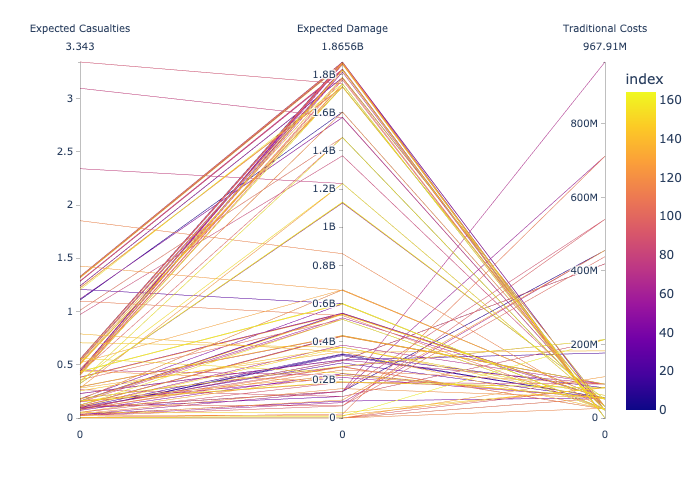 Expected Casualties
Expected Damage
Traditional Costs
3.343
1.8656B
967.91M
index
3
2.5
2
1.5
1
0.5
0
0
1.8B
1.6B
1.4B
1.2B
1B
0.8B
0.6B
0.4B
0.2B
0
0
800M
600M
400M
200M
0
0
160
140
120
100
80
60
40
20
0